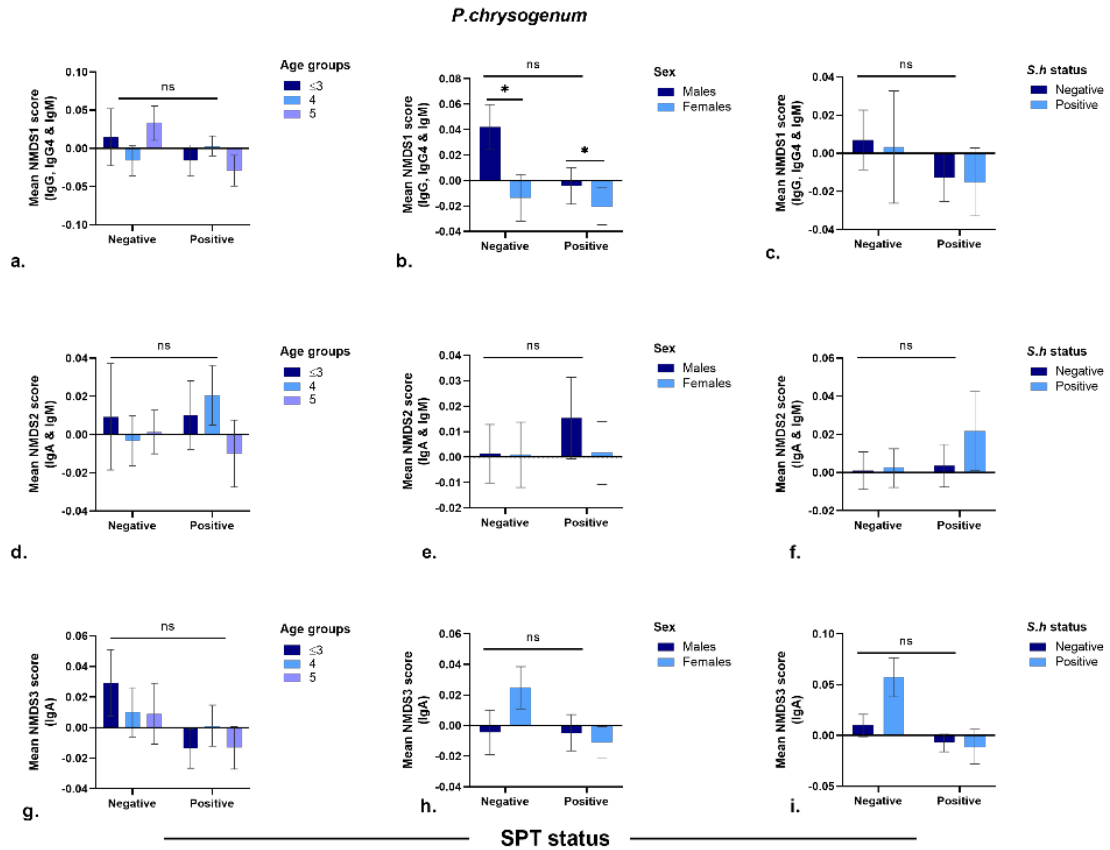 P.chrysogenum
Mean NMDS1 score
(IgG, IgG4 & IgM)
0.10
0.05
0.00
-0.05
-0.10
ns
Negative Positive
Age groups
≤3
4
5
a.
Mean NMDS1 score
(IgG, IgG4 & IgM)
0.08
0.06
0.04
0.02
0.00
-0.02
-0.04
ns
*
*
Negative Positive
Sex
Males
Females
b.
Mean NMDS1 score
(IgG, IgG4 & IgM)
0.04
0.02
0.00
-0.02
-0.04
ns
Negative Positive
S.h status
Negative
Positive
c.
Mean NMDS2 score
(IgA & IgM)
0.04
0.02
0.00
-0.02
-0.04
ns
Negative Positive
Age groups
≤3
4
5
d.
Mean NMDS2 score
(IgA & IgM)
0.04
0.03
0.02
0.01
0.00
-0.01
-0.02
ns
Negative Positive
Sex
Males
Females
e.
Mean NMDS2 score
(IgA & IgM)
0.06
0.04
0.02
0.00
-0.02
ns
Negative Positive
S.h status
Negative
Positive
f.
Mean NMDS3 score
(IgA)
0.06
0.04
0.02
0.00
-0.02
-0.04
ns
Negative Positive
Age groups
≤3
4
5
g.
Mean NMDS3 score
(IgA)
0.06
0.04
0.02
0.00
-0.02
-0.04
ns
Negative Positive
Sex
Males
Females
h.
Mean NMDS3 score
(IgA)
0.10
0.05
0.00
-0.05
ns
Negative Positive
S.h status
Negative
Positive
i.
SPT status